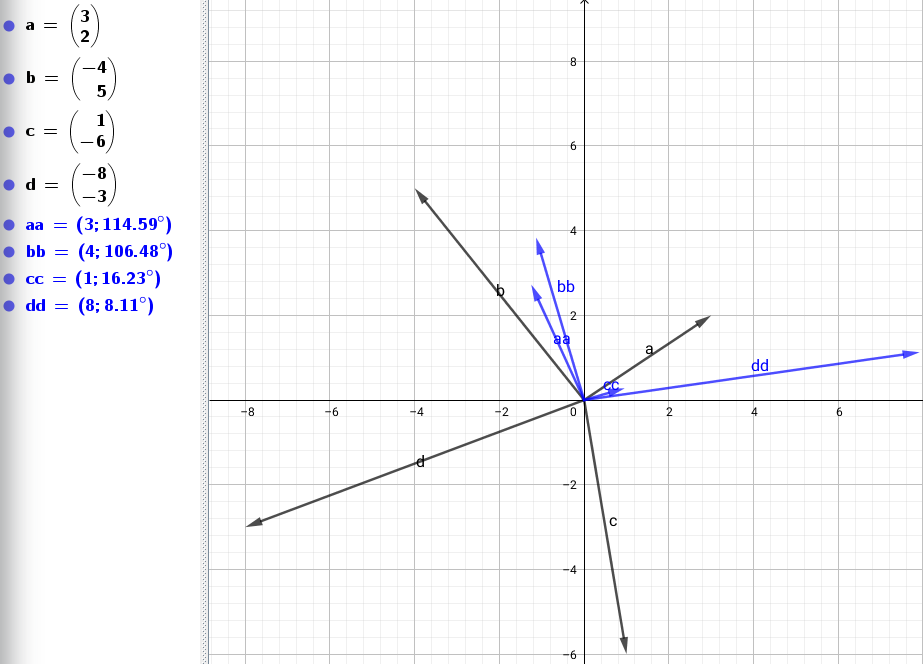 a = (3
2)
b = (−4
5)
c = (1
−6)
d = (−8
−3)
aa = (3; 114.59°)
bb = (4; 106.48°)
cc = (1; 16.23°)
dd = (8; 8.11°)
8
6
4
b
bb
2
aa
a
dd
cc
−8
−6
−4
−2
0
2
4
6
d
−2
c
−4
−6